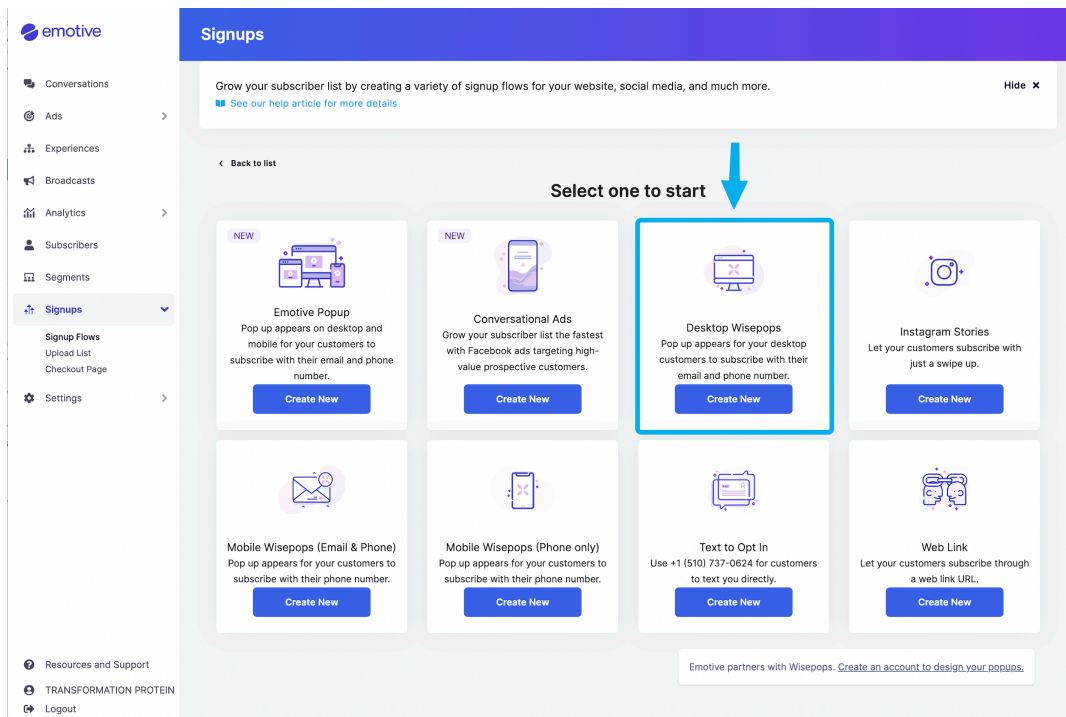 emotive
Signups
Conversations
Ads
Experiences
Broadcasts
Analytics
Subscribers
Segments
Signups
Signup Flows
Upload List
Checkout Page
Settings
Resources and Support
TRANSFORMATION PROTEIN
Logout
Grow your subscriber list by creating a variety of signup flows for your website, social media, and much more.
Hide
See our help article for more details
Back to list
Select one to start
NEW
Emotive Popup
Pop up appears on desktop and
mobile for your customers to
subscribe with their email and phone
number.
Create New
NEW
Conversational Ads
Grow your subscriber list the fastest
with Facebook ads targeting high-
value prospective customers.
Create New
Desktop Wisepops
Pop up appears for your desktop
customers to subscribe with their
email and phone number.
Create New
Instagram Stories
Let your customers subscribe with
just a swipe up.
Create New
Mobile Wisepops (Email & Phone)
Pop up appears for your customers to
subscribe with their phone number.
Create New
Mobile Wisepops (Phone only)
Pop up appears for your customers to
subscribe with their phone number.
Create New
Text to Opt In
Use +1 (510) 737-0624 for customers
to text you directly.
Create New
Web Link
Let your customers subscribe through
a web link URL.
Create New
Emotive partners with Wisepops. Create an account to design your popups.